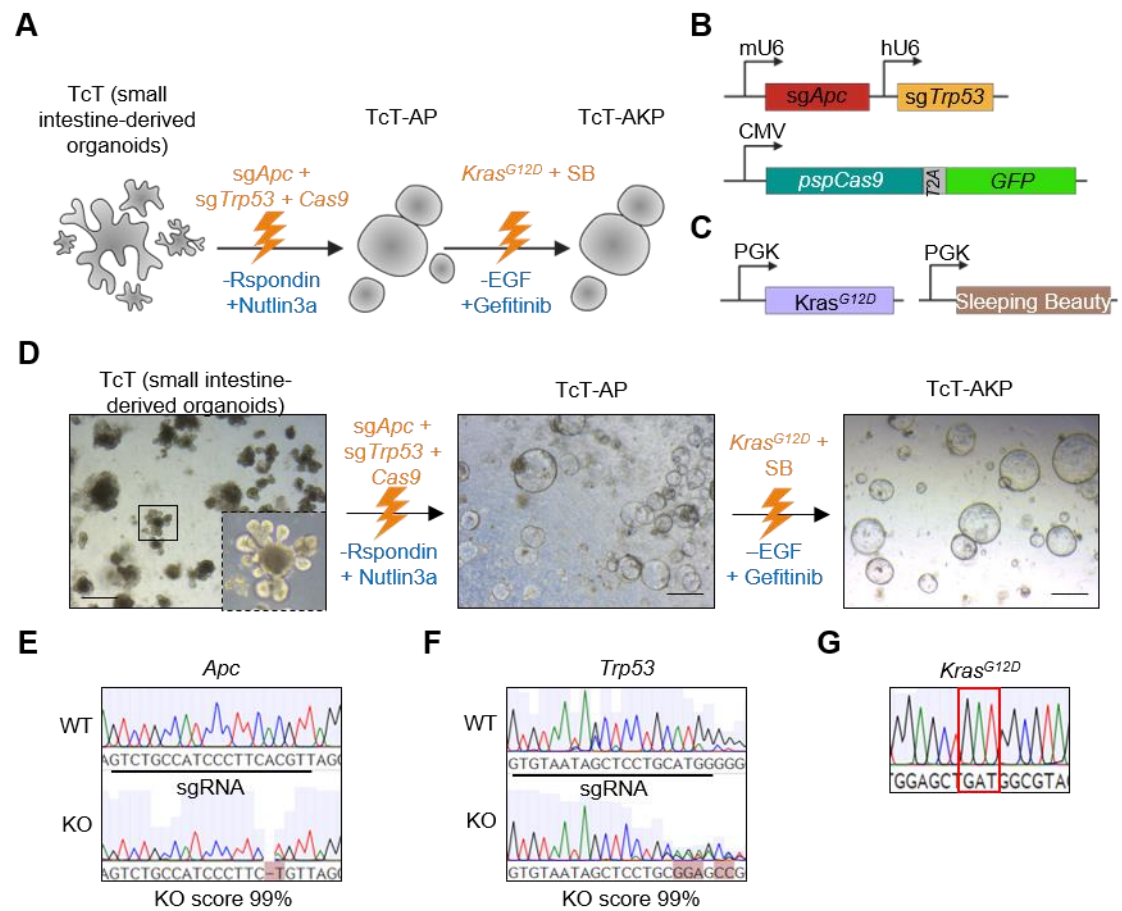 A
TcT (small
intestine-derived
organoids)
sgApc +
sgTrp53 + Cas9
-Rspondin
+Nutlin3a
TcT-AP
KrasG12D + SB
-EGF
+Gefitinib
TcT-AKP
B
mU6
hU6
sgApc
sgTrp53
CMV
pspCas9
T2A
GFP
C
PGK
PGK
KrasG12D
Sleeping Beauty
D
TcT (small intestine-
derived organoids)
sgApc +
sgTrp53 +
Cas9
-Rspondin
+ Nutlin3a
TcT-AP
KrasG12D +
SB
–EGF
+ Gefitinib
TcT-AKP
E
Apc
WT
AGTCTGCCATCCCTTCACGTTAGC
sgRNA
KO
AGTCTGCCATCCCTTC–TGTTAGC
KO score 99%
F
Trp53
WT
GTGTAATAGCTCCTGCATGGGGG
sgRNA
KO
GTGTAATAGCTCCTGCGGAGCCG
KO score 99%
G
KrasG12D
TGGAGCTGATGGCGTA